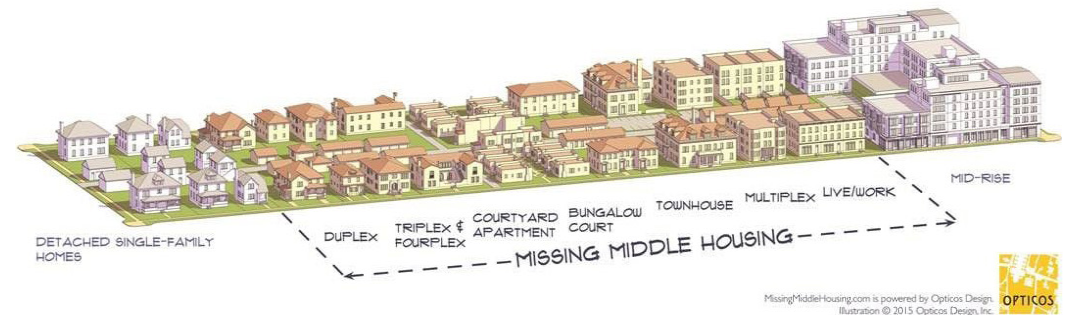 DETACHED SINGLE-FAMILY
HOMES
DUPLEX
TRIPLEX &
FOURPLEX
COURTYARD
APARTMENT
BUNGALOW
COURT
TOWNHOUSE
MULTIPLEX
LIVE/WORK
MID-RISE
MISSING MIDDLE HOUSING
MissingMiddleHousing.com is powered by Opticos Design.
Illustration © 2015 Opticos Design, Inc.
OPTICOS